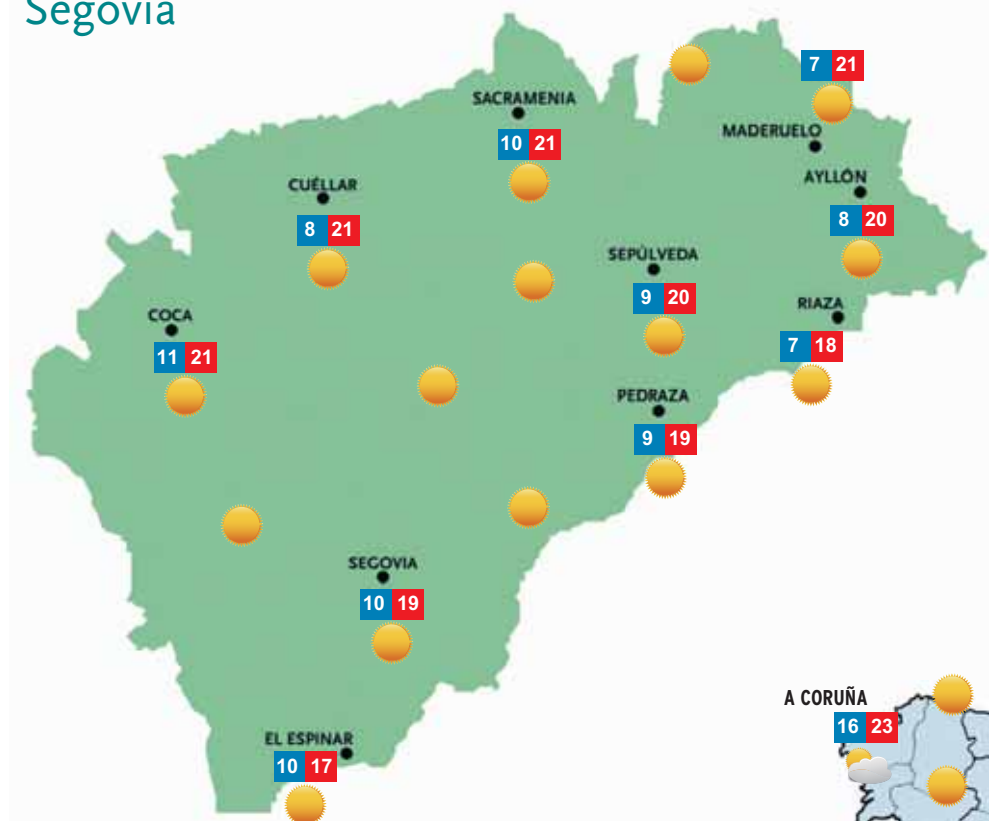 Segovia
7 21
SACRAMENIA
10 21
MADERUELO
AYLLÓN
8 20
CUÉLLAR
8 21
SEPÚLVEDA
9 20
RIAZA
7 18
COCA
11 21
PEDRAZA
9 19
SEGOVIA
10 19
A CORUÑA
16 23
EL ESPINAR
10 17